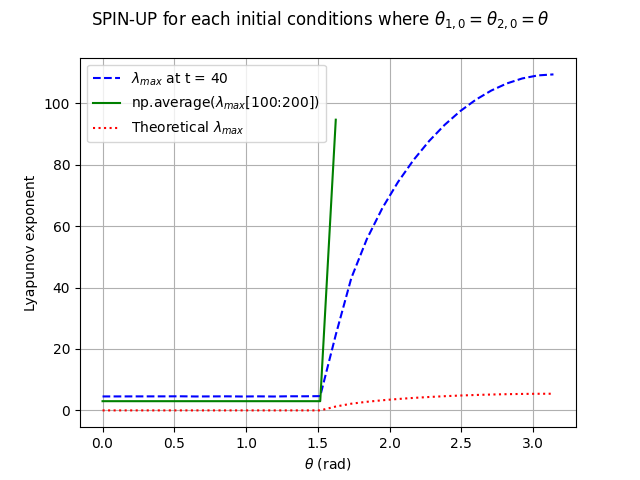 SPIN-UP for each initial conditions where θ₁,₀ = θ₂,₀ = θ
λₘₐₓ at t = 40
np.average(λₘₐₓ[100:200])
Theoretical λₘₐₓ
Lyapunov exponent
100
80
60
40
20
0
0.0 0.5 1.0 1.5 2.0 2.5 3.0
θ (rad)